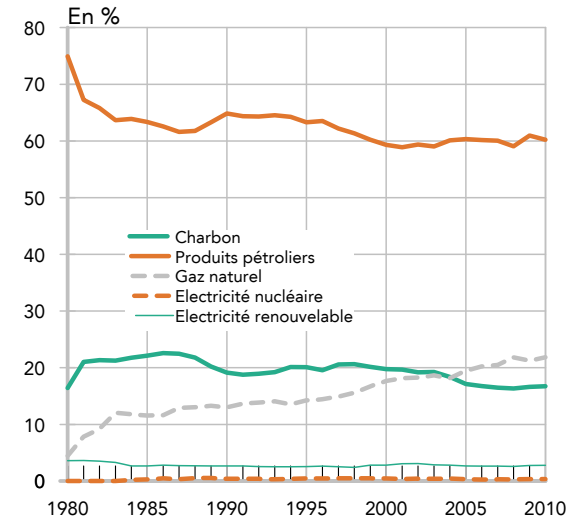 En %
80
70
60
50
40
30
20
10
0
Charbon
Produits pétroliers
Gaz naturel
Electricité nucléaire
Electricité renouvelable
1980 1985 1990 1995 2000 2005 2010